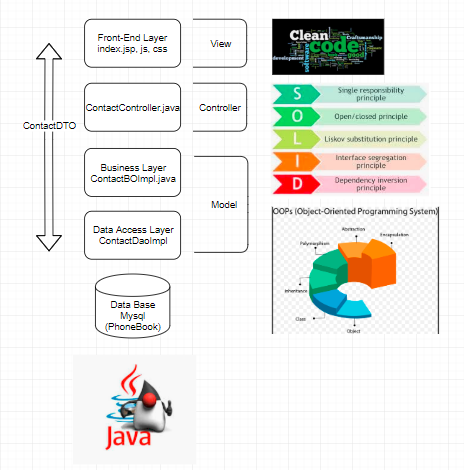 Front-End Layer
index.jsp, js, css
View
ContactController.java
Controller
ContactDTO
Business Layer
ContactBOImpl.java
Model
Data Access Layer
ContactDaoImpl
Data Base
Mysql
(PhoneBook)
Java
Clean
code
Craftsmanship
development
S
Single responsibility
principle
O
Open/closed principle
L
Liskov substitution principle
I
Interface segregation
principle
D
Dependency inversion
principle
OOPs (Object-Oriented Programming System)
Abstraction
Encapsulation
Polymorphism
Inheritance
Class
Object